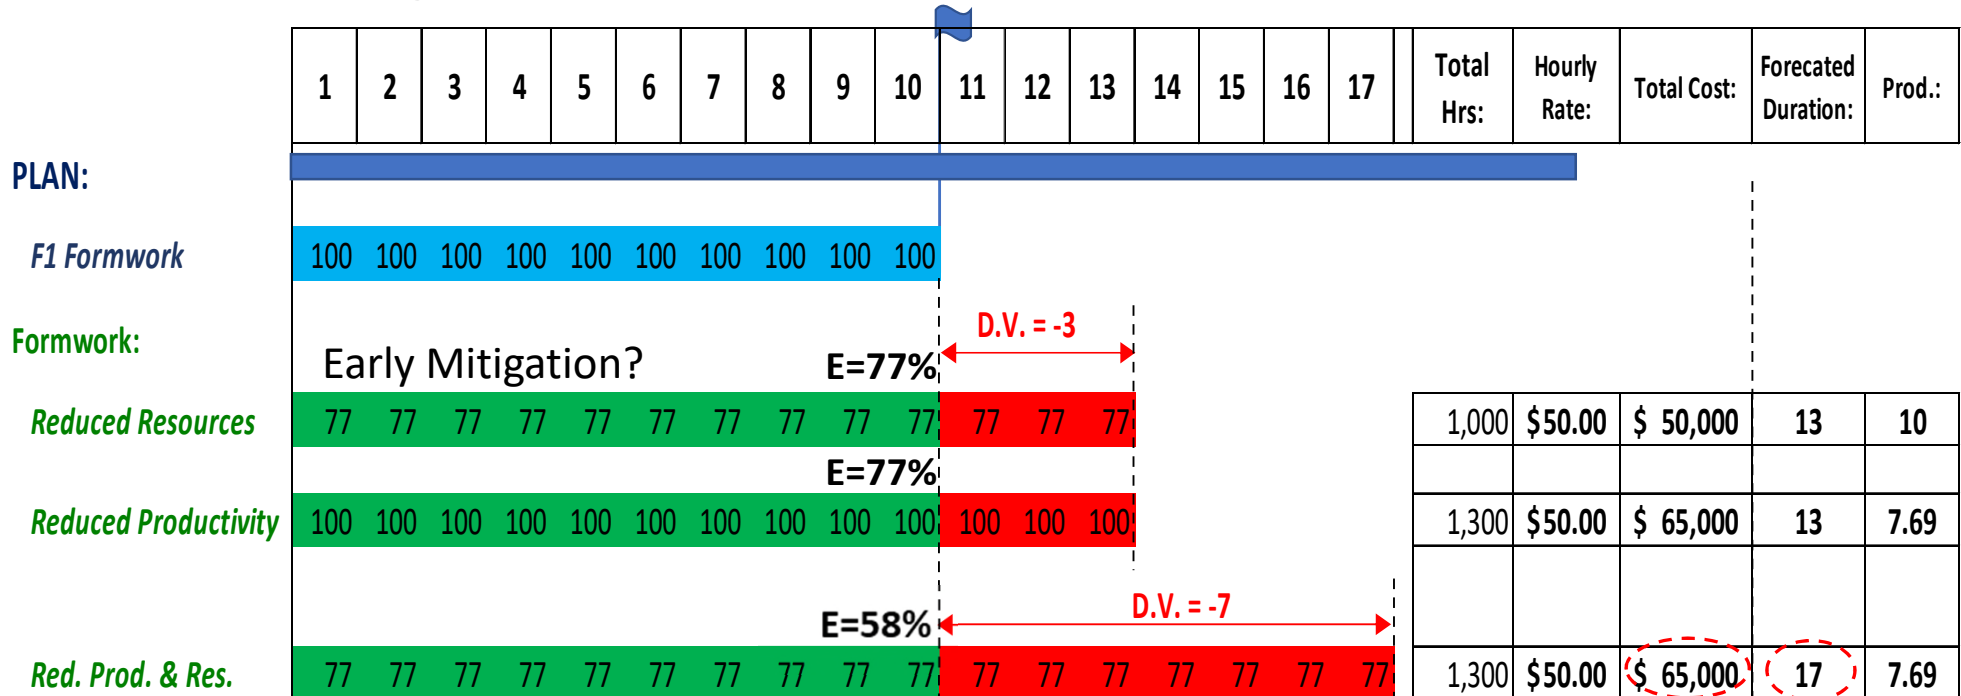 1 2 3 4 5 6 7 8 9 10 11 12 13 14 15 16 17 Total Hrs: Hourly Rate: Total Cost: Forecated Duration: Prod.:
PLAN:
F1 Formwork 100 100 100 100 100 100 100 100 100 100
D.V. = -3
Formwork:
Early Mitigation? E=77%
Reduced Resources 77 77 77 77 77 77 77 77 77 77 77 77 77 1,000 $50.00 $ 50,000 13 10
E=77%
Reduced Productivity 100 100 100 100 100 100 100 100 100 100 100 100 100 1,300 $50.00 $ 65,000 13 7.69
D.V. = -7
E=58%
Red. Prod. & Res. 77 77 77 77 77 77 77 77 77 77 77 77 77 77 77 77 77 1,300 $50.00 $ 65,000 17 7.69